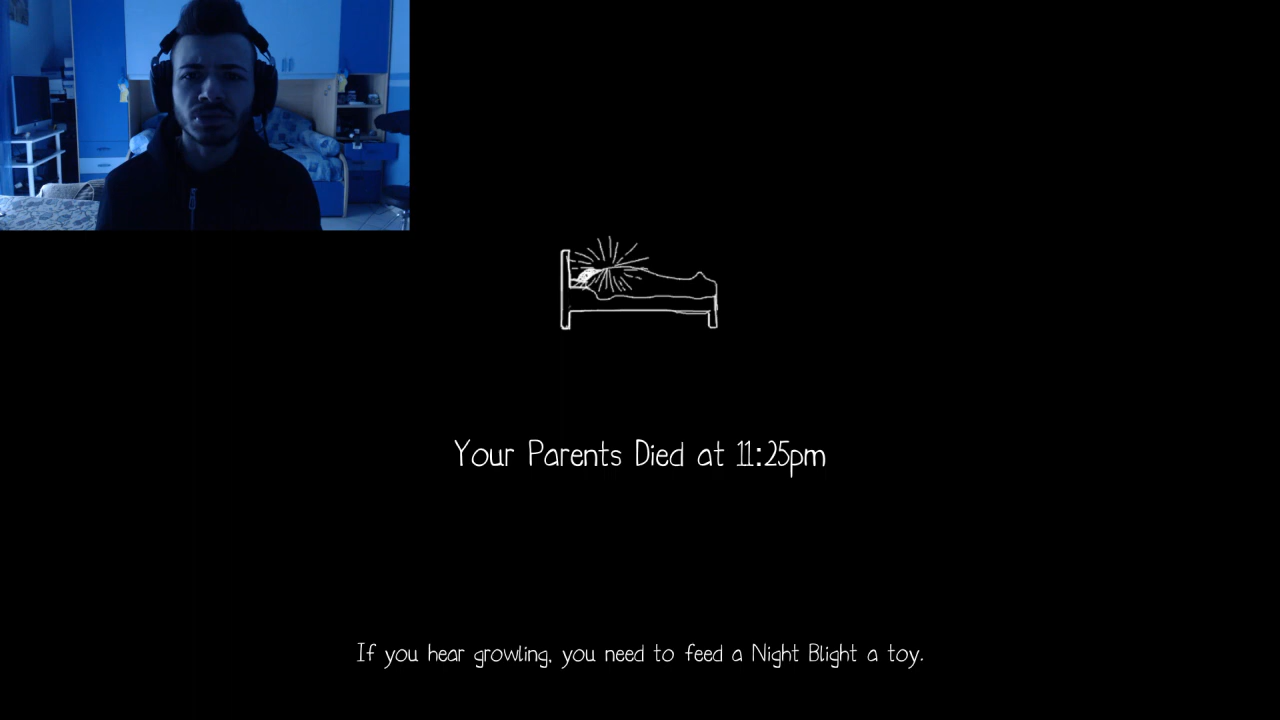 Your Parents Died at 11:25pm
If you hear growling, you need to feed a Night Blight a toy.